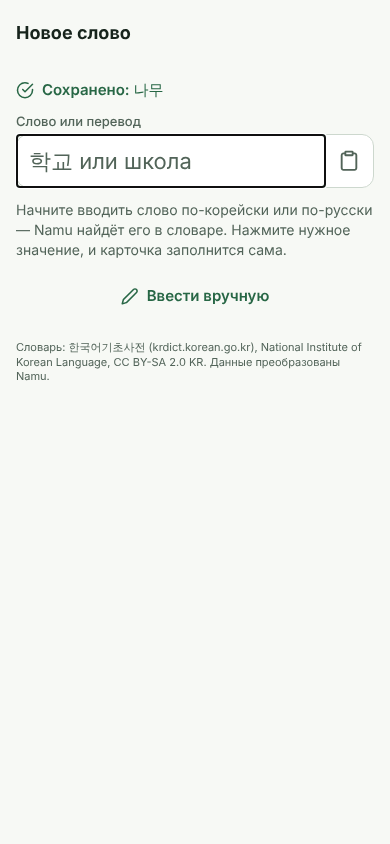 Новое слово
Сохранено: 나무
Слово или перевод
학교 или школа
Начните вводить слово по-корейски или по-русски
— Namu найдёт его в словаре. Нажмите нужное
значение, и карточка заполнится сама.
Ввести вручную
Словарь: 한국어기초사전 (krdict.korean.go.kr), National Institute of
Korean Language, CC BY-SA 2.0 KR. Данные преобразованы
Namu.